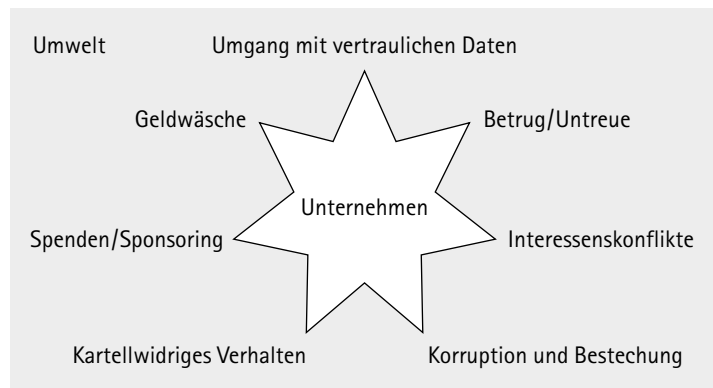 Umwelt
Umgang mit vertraulichen Daten
Geldwäsche
Betrug/Untreue
Unternehmen
Spenden/Sponsoring
Interessenskonflikte
Kartellwidriges Verhalten
Korruption und Bestechung